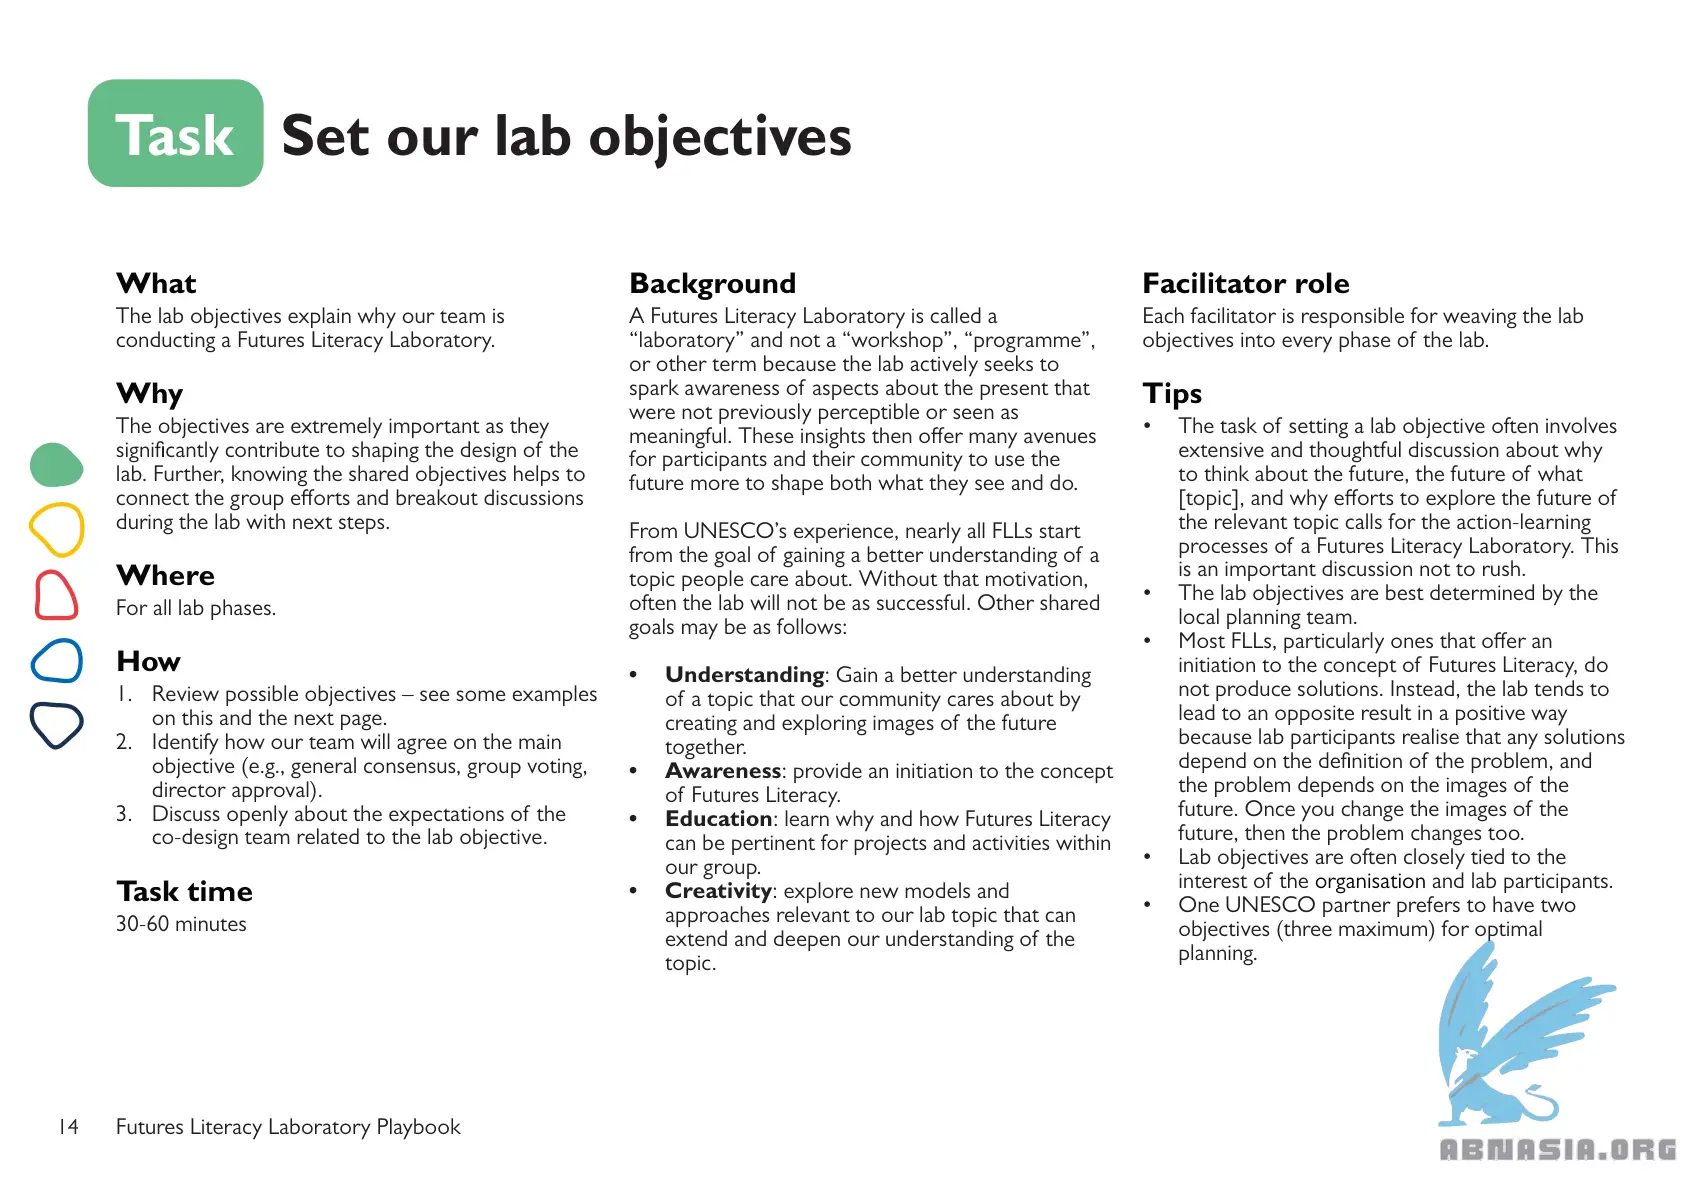 Task Set our lab objectives
What
The lab objectives explain why our team is
conducting a Futures Literacy Laboratory.
Why
The objectives are extremely important as they
significantly contribute to shaping the design of the
lab. Further, knowing the shared objectives helps to
connect the group efforts and breakout discussions
during the lab with next steps.
Where
For all lab phases.
How
1. Review possible objectives – see some examples
on this and the next page.
2. Identify how our team will agree on the main
objective (e.g., general consensus, group voting,
director approval).
3. Discuss openly about the expectations of the
co-design team related to the lab objective.
Task time
30-60 minutes
Background
A Futures Literacy Laboratory is called a
“laboratory” and not a “workshop”, “programme”,
or other term because the lab actively seeks to
spark awareness of aspects about the present that
were not previously perceptible or seen as
meaningful. These insights then offer many avenues
for participants and their community to use the
future more to shape both what they see and do.
From UNESCO’s experience, nearly all FLLs start
from the goal of gaining a better understanding of a
topic people care about. Without that motivation,
often the lab will not be as successful. Other shared
goals may be as follows:
• Understanding: Gain a better understanding
of a topic that our community cares about by
creating and exploring images of the future
together.
• Awareness: provide an initiation to the concept
of Futures Literacy.
• Education: learn why and how Futures Literacy
can be pertinent for projects and activities within
our group.
• Creativity: explore new models and
approaches relevant to our lab topic that can
extend and deepen our understanding of the
topic.
Facilitator role
Each facilitator is responsible for weaving the lab
objectives into every phase of the lab.
Tips
• The task of setting a lab objective often involves
extensive and thoughtful discussion about why
to think about the future, the future of what
[topic], and why efforts to explore the future of
the relevant topic calls for the action-learning
processes of a Futures Literacy Laboratory. This
is an important discussion not to rush.
• The lab objectives are best determined by the
local planning team.
• Most FLLs, particularly ones that offer an
initiation to the concept of Futures Literacy, do
not produce solutions. Instead, the lab tends to
lead to an opposite result in a positive way
because lab participants realise that any solutions
depend on the definition of the problem, and
the problem depends on the images of the
future. Once you change the images of the
future, then the problem changes too.
• Lab objectives are often closely tied to the
interest of the organisation and lab participants.
• One UNESCO partner prefers to have two
objectives (three maximum) for optimal
planning.
14 Futures Literacy Laboratory Playbook
ABNASIA.ORG